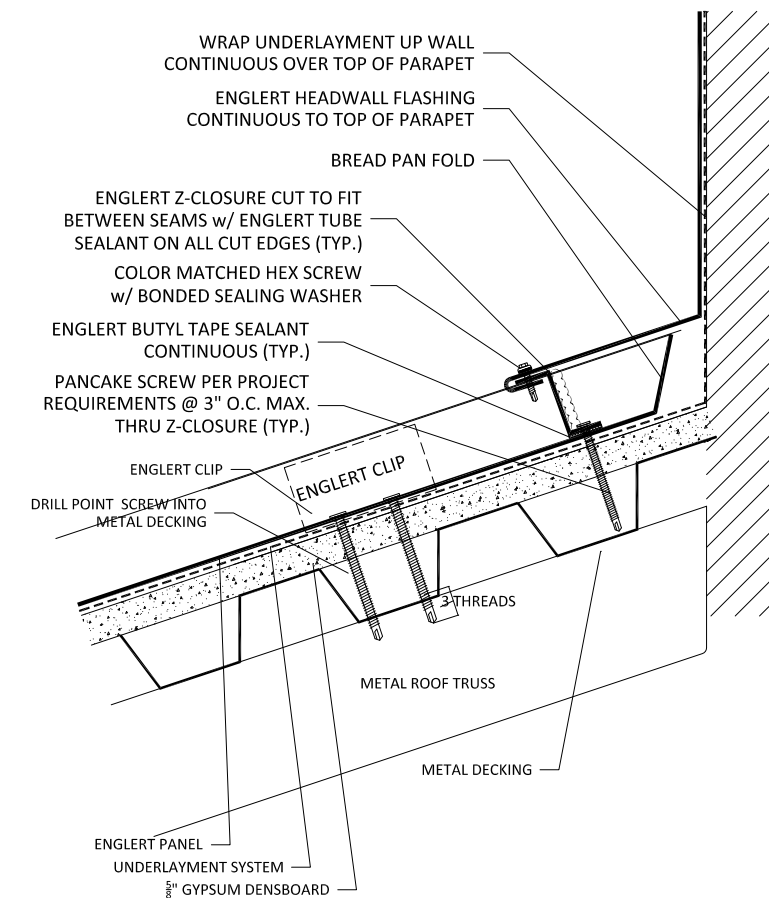 WRAP UNDERLAYMENT UP WALL
CONTINUOUS OVER TOP OF PARAPET
ENGLERT HEADWALL FLASHING
CONTINUOUS TO TOP OF PARAPET
BREAD PAN FOLD
ENGLERT Z-CLOSURE CUT TO FIT
BETWEEN SEAMS w/ ENGLERT TUBE
SEALANT ON ALL CUT EDGES (TYP.)
COLOR MATCHED HEX SCREW
w/ BONDED SEALING WASHER
ENGLERT BUTYL TAPE SEALANT
CONTINUOUS (TYP.)
PANCAKE SCREW PER PROJECT
REQUIREMENTS @ 3" O.C. MAX.
THRU Z-CLOSURE (TYP.)
ENGLERT CLIP
ENGLERT CLIP
DRILL POINT SCREW INTO
METAL DECKING
3 THREADS
METAL ROOF TRUSS
METAL DECKING
ENGLERT PANEL
UNDERLAYMENT SYSTEM
5/8" GYPSUM DENSBOARD